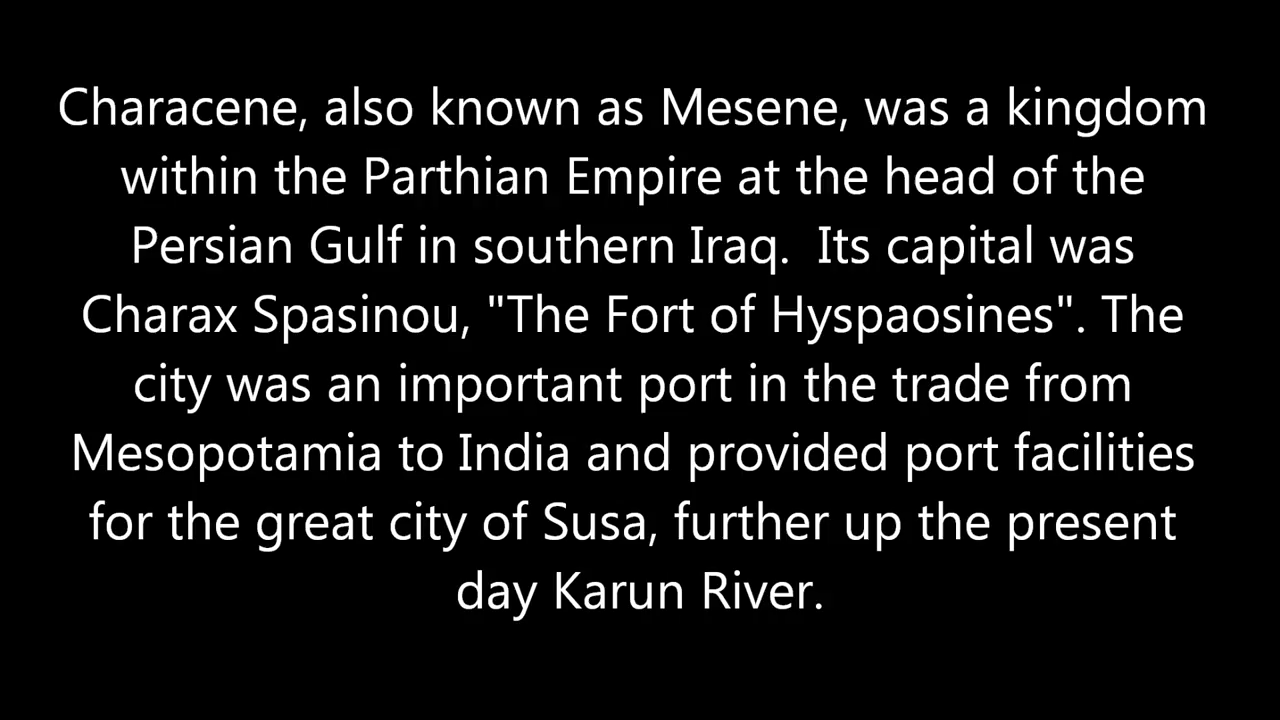 Characene, also known as Mesene, was a kingdom
within the Parthian Empire at the head of the
Persian Gulf in southern Iraq.  Its capital was
Charax Spasinou, "The Fort of Hyspaosines". The
city was an important port in the trade from
Mesopotamia to India and provided port facilities
for the great city of Susa, further up the present
day Karun River.